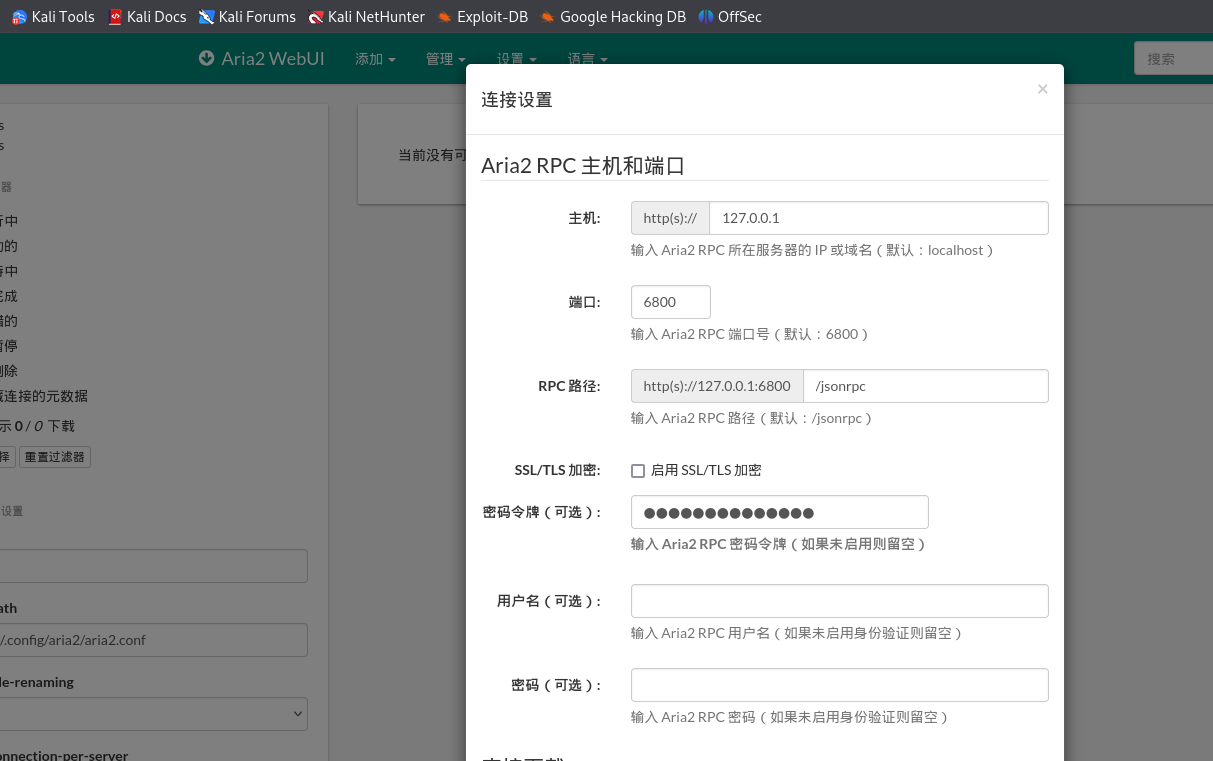 Kali Tools Kali Docs Kali Forums Kali NetHunter Exploit-DB Google Hacking DB OffSec
Aria2 WebUI 添加 管理 设置 语言 搜索
连接设置 ×
当前没有可
Aria2 RPC 主机和端口
主机: http(s):// 127.0.0.1
输入 Aria2 RPC 所在服务器的 IP 或域名（默认：localhost）
端口: 6800
输入 Aria2 RPC 端口号（默认：6800）
RPC 路径: http(s)://127.0.0.1:6800 /jsonrpc
输入 Aria2 RPC 路径（默认：/jsonrpc）
SSL/TLS 加密: 启用 SSL/TLS 加密
密码令牌（可选）: ●●●●●●●●●●●●●●
输入 Aria2 RPC 密码令牌（如果未启用则留空）
用户名（可选）:
输入 Aria2 RPC 用户名（如果未启用身份验证则留空）
密码（可选）:
输入 Aria2 RPC 密码（如果未启用身份验证则留空）
s
s
器
行中
的
中
完成
的
暂停
删除
连接的元数据
示 0 / 0 下载
择 重置过滤器
设置
ath
/.config/aria2/aria2.conf
le-renaming
onnection-per-server